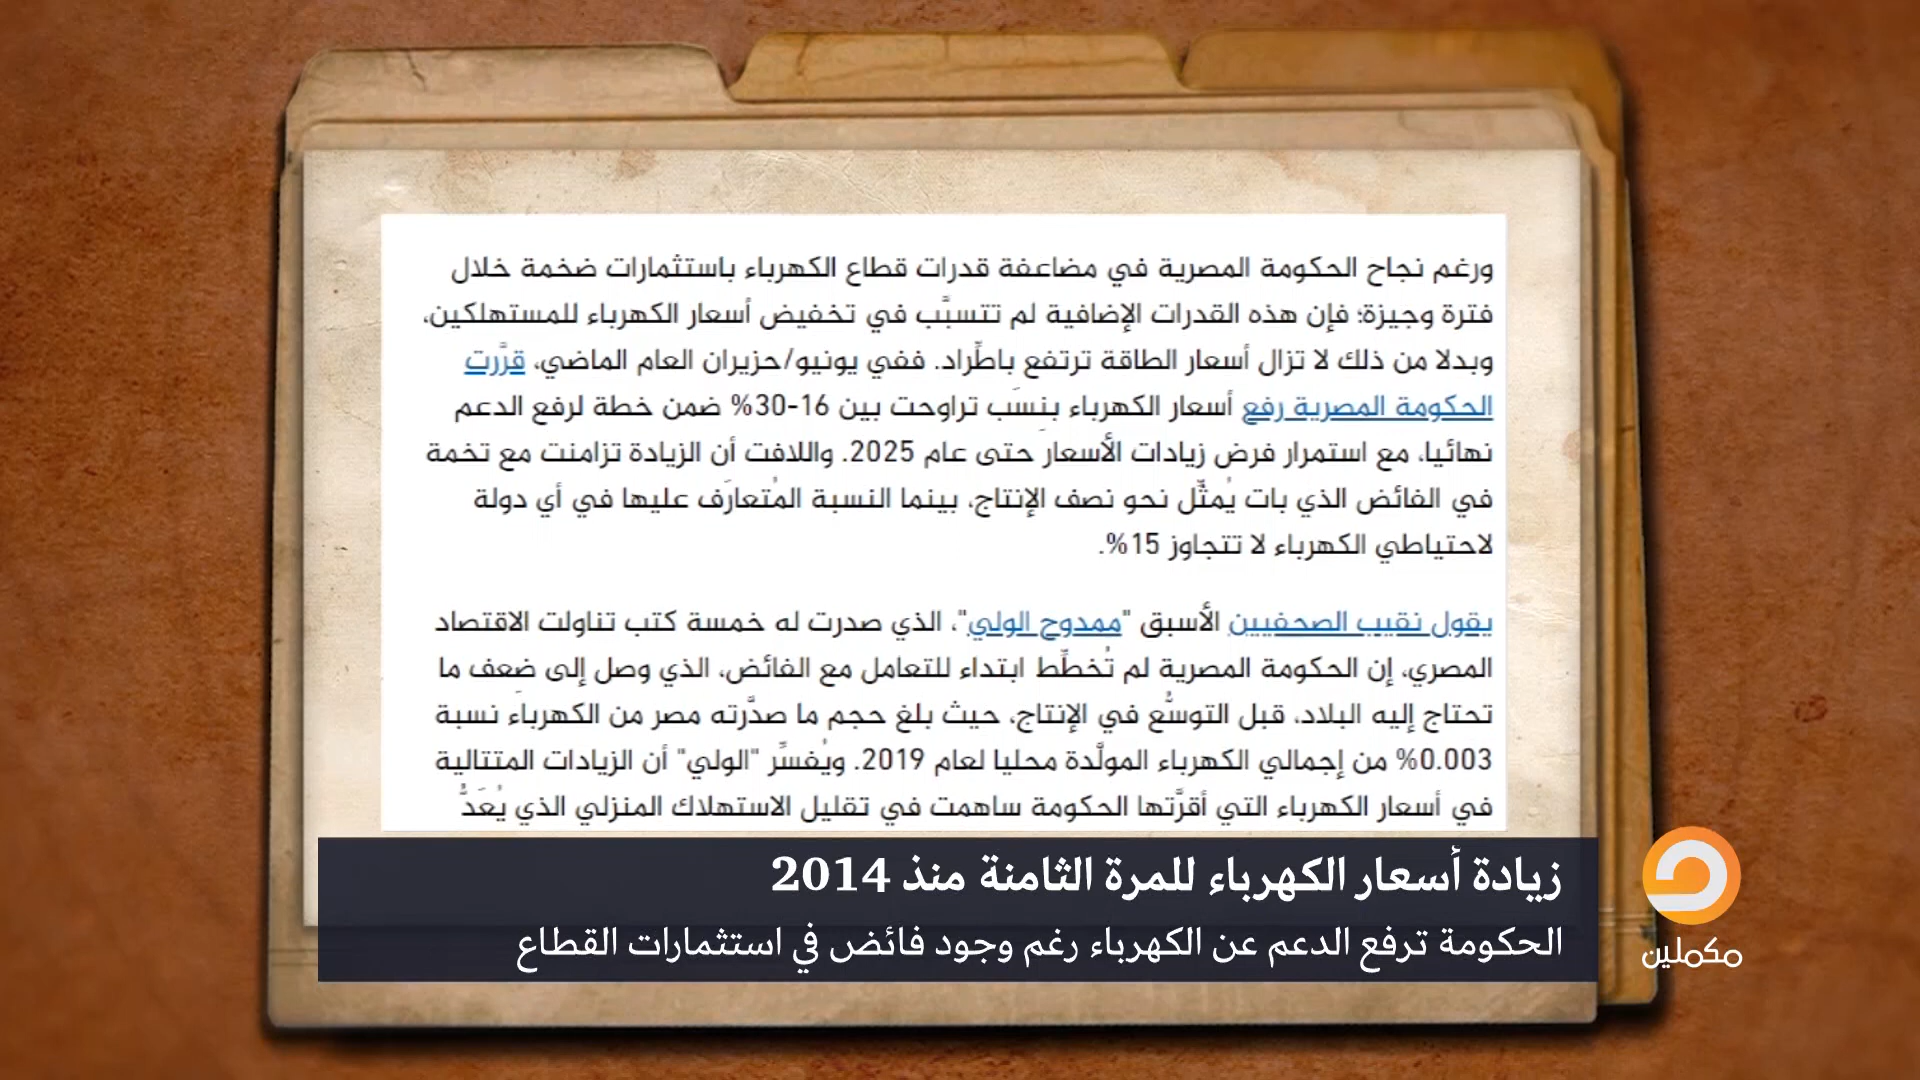 ورغم نجاح الحكومة المصرية في مضاعفة قدرات قطاع الكهرباء باستثمارات ضخمة خلال
فترة وجيزة؛ فإن هذه القدرات الإضافية لم تتسبَّب في تخفيض أسعار الكهرباء للمستهلكين،
وبدلا من ذلك لا تزال أسعار الطاقة ترتفع باطِّراد. ففي يونيو/حزيران العام الماضي، قرَّرت
الحكومة المصرية رفع أسعار الكهرباء بنِسَب تراوحت بين 16-30% ضمن خطة لرفع الدعم
نهائيا، مع استمرار فرض زيادات الأسعار حتى عام 2025. واللافت أن الزيادة تزامنت مع تخمة
في الفائض الذي بات يُمثِّل نحو نصف الإنتاج، بينما النسبة المُتعارَف عليها في أي دولة
لاحتياطي الكهرباء لا تتجاوز 15%.
يقول نقيب الصحفيين الأسبق "ممدوح الولي"، الذي صدرت له خمسة كتب تناولت الاقتصاد
المصري، إن الحكومة المصرية لم تُخطِّط ابتداء للتعامل مع الفائض، الذي وصل إلى ضَعف ما
تحتاج إليه البلاد، قبل التوسُّع في الإنتاج، حيث بلغ حجم ما صدَّرته مصر من الكهرباء نسبة
0.003% من إجمالي الكهرباء المولَّدة محليا لعام 2019. ويُفسِّر "الولي" أن الزيادات المتتالية
في أسعار الكهرباء التي أقرَّتها الحكومة ساهمت في تقليل الاستهلاك المنزلي الذي يُعَدُّ
زيادة أسعار الكهرباء للمرة الثامنة منذ 2014
الحكومة ترفع الدعم عن الكهرباء رغم وجود فائض في استثمارات القطاع
مكملين